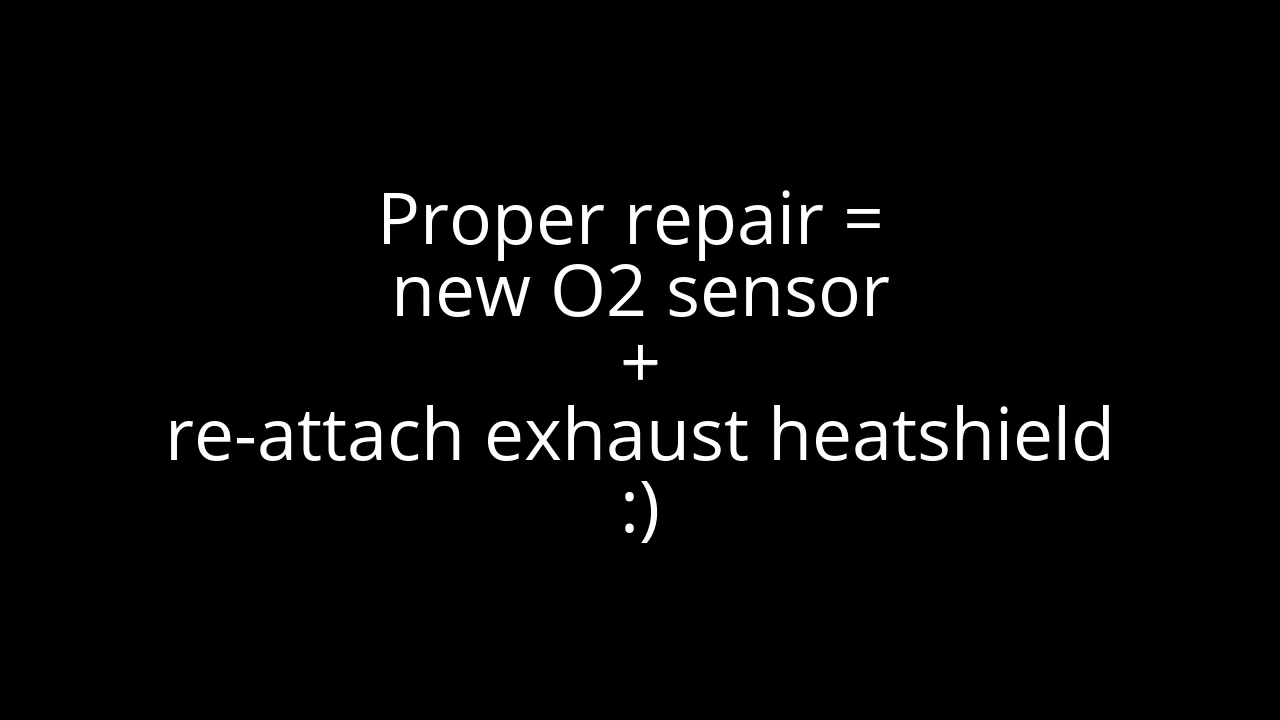 Proper repair =
new O2 sensor
+
re-attach exhaust heatshield
:)